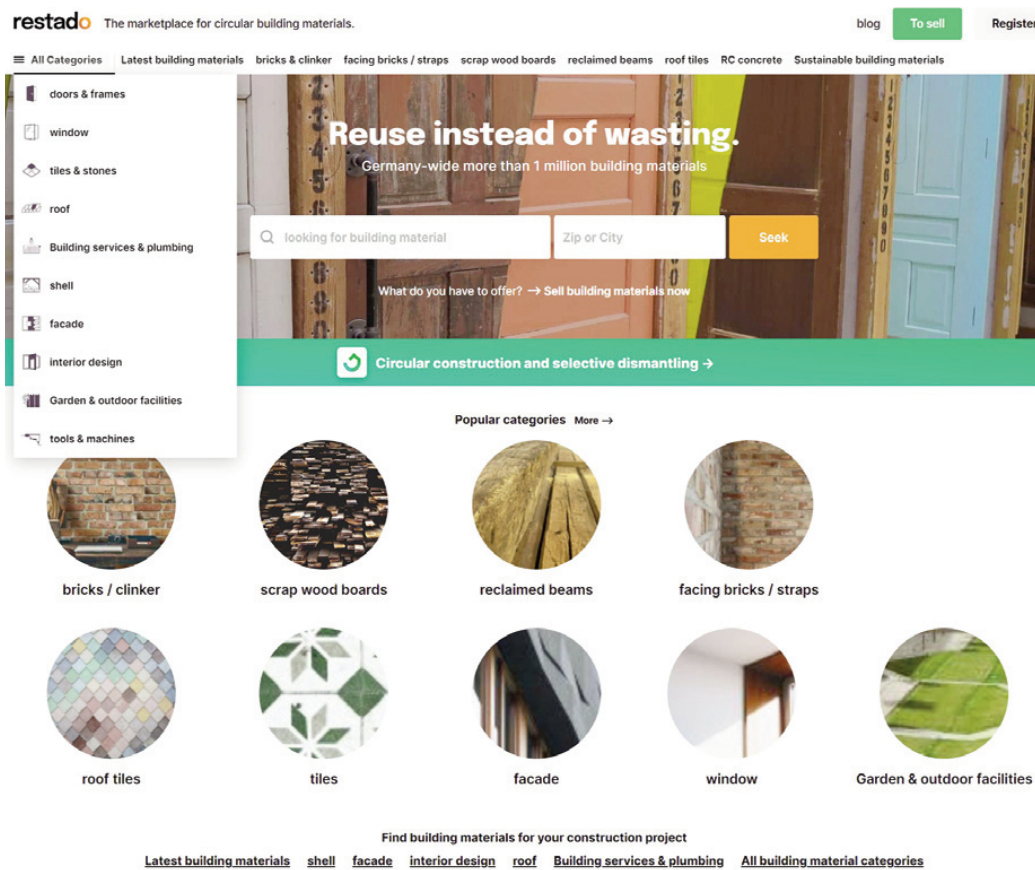 restado The marketplace for circular building materials. blog To sell Register
All Categories Latest building materials bricks & clinker facing bricks / straps scrap wood boards reclaimed beams roof tiles RC concrete Sustainable building materials
doors & frames
window
tiles & stones
roof
Building services & plumbing
shell
facade
interior design
Garden & outdoor facilities
tools & machines
Reuse instead of wasting.
Germany-wide more than 1 million building materials
looking for building material Zip or City Seek
What do you have to offer? → Sell building materials now
Circular construction and selective dismantling →
Popular categories More →
bricks / clinker scrap wood boards reclaimed beams facing bricks / straps
roof tiles tiles facade window Garden & outdoor facilities
Find building materials for your construction project
Latest building materials shell facade interior design roof Building services & plumbing All building material categories